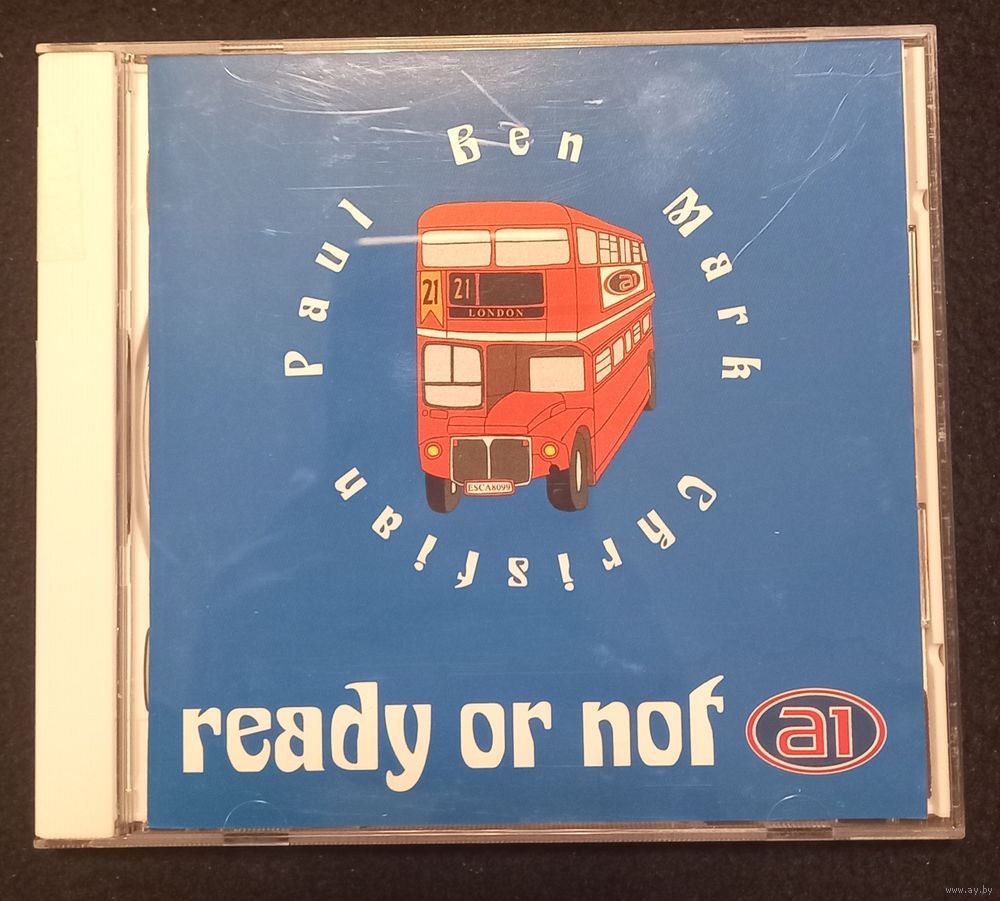 Ben
Paul
Mark
21
21
a1
LONDON
ESCA8099
Christian
ready or not
a1
www.ay.by